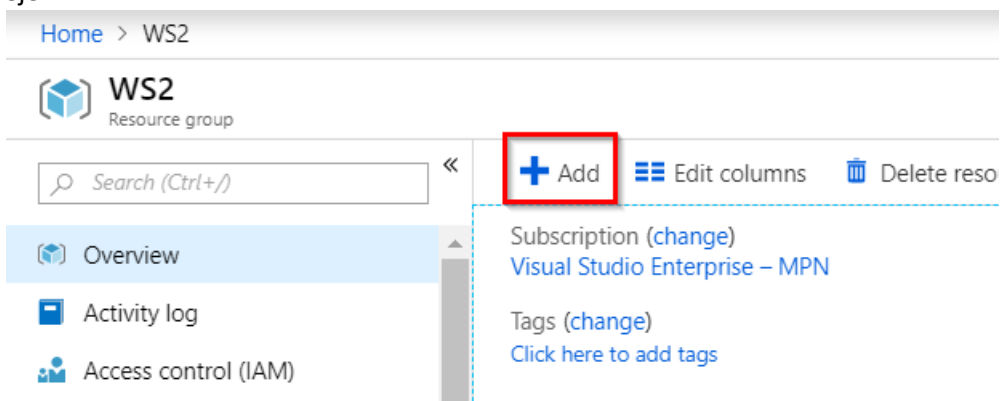 Home > WS2
WS2
Resource group
Search (Ctrl+/)
«
Add Edit columns Delete reso
Overview
Subscription (change)
Visual Studio Enterprise – MPN
Activity log
Tags (change)
Click here to add tags
Access control (IAM)